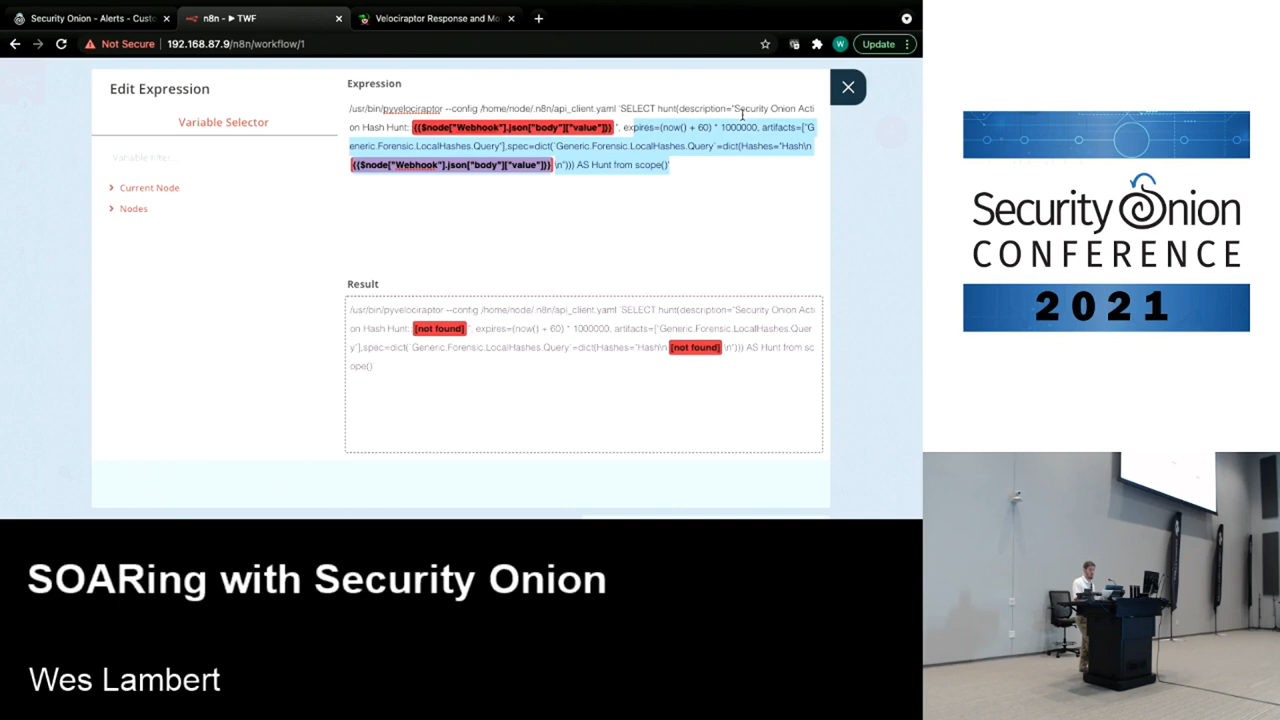 Security Onion - Alerts - Custo
n8n - ▶ TWF
Velociraptor Response and Mo
Not Secure
192.168.87.9/n8n/workflow/1
W
Update
Edit Expression
Variable Selector
Variable filter...
Current Node
Nodes
Expression
/usr/bin/pyvelociraptor --config /home/node/.n8n/api_client.yaml 'SELECT hunt(description="Security Onion Acti
on Hash Hunt: {{$node["Webhook"].json["body"]["value"]}} ", expires=(now() + 60) * 1000000, artifacts=["G
eneric.Forensic.LocalHashes.Query"],spec=dict(`Generic.Forensic.LocalHashes.Query`=dict(Hashes="Hash\n
{{$node["Webhook"].json["body"]["value"]}} \n"))) AS Hunt from scope()'
Result
/usr/bin/pyvelociraptor --config /home/node/.n8n/api_client.yaml 'SELECT hunt(description="Security Onion Acti
on Hash Hunt: [not found] ", expires=(now() + 60) * 1000000, artifacts=["Generic.Forensic.LocalHashes.Quer
y"],spec=dict(`Generic.Forensic.LocalHashes.Query`=dict(Hashes="Hash\n [not found] \n"))) AS Hunt from sc
ope()'
Security Onion
CONFERENCE
2021
SOARing with Security Onion
Wes Lambert